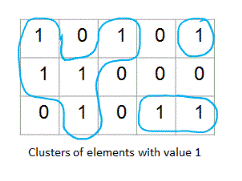 1 0 1 0 1
1 1 0 0 0
0 1 0 1 1
Clusters of elements with value 1